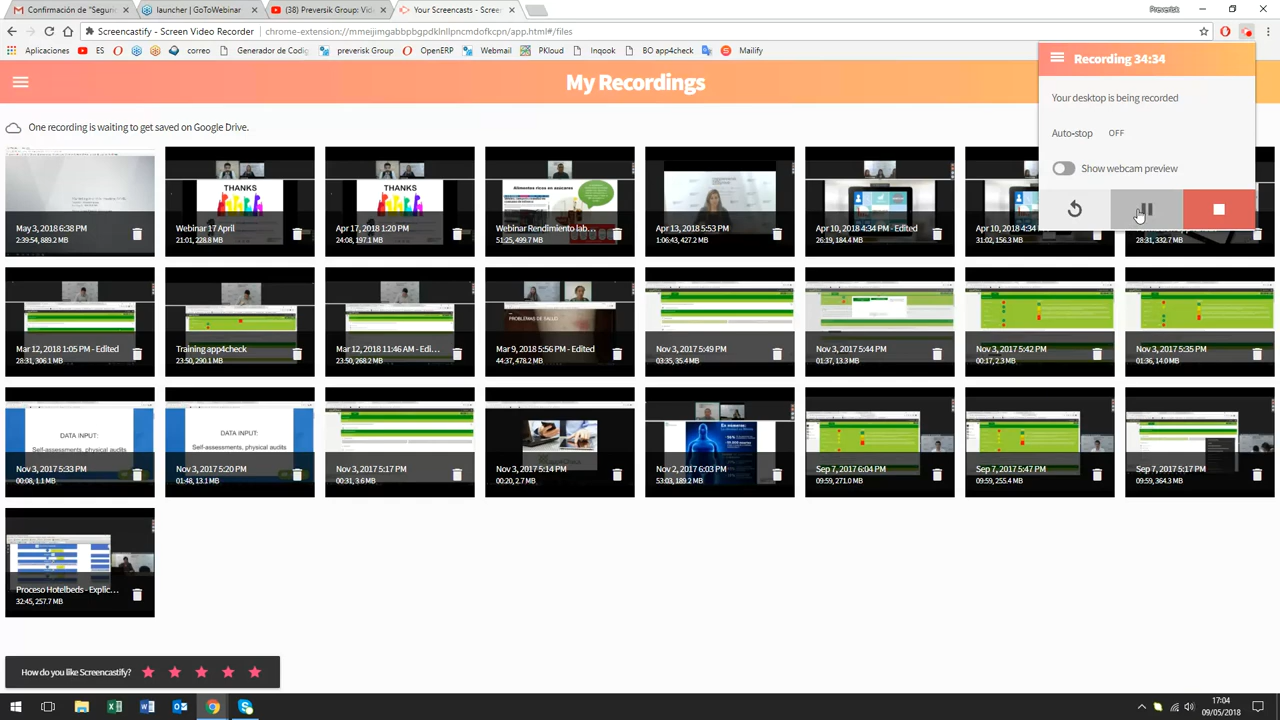 Confirmación de "Seguri
launcher | GoToWebinar
(38) Preversik Group: Vid
Your Screencasts - Screen
Preverisk
Screencastify - Screen Video Recorder
chrome-extension://mmeijimgabbpbgpdklnllpncmdofkcpn/app.html#/files
Aplicaciones
ES
correo
Generador de Codig
preverisk Group
OpenERP
Webmail
PKloud
Inqook
BO app4check
Mailify
My Recordings
Recording 34:34
Your desktop is being recorded
Auto-stop OFF
Show webcam preview
One recording is waiting to get saved on Google Drive.
May 3, 2018 6:38 PM
2:39:54, 889.2 MB
THANKS
Webinar 17 April
21:01, 228.8 MB
THANKS
Apr 17, 2018 1:20 PM
24:08, 197.1 MB
Alimentos ricos en azúcares
Webinar Rendimiento lab...
51:25, 499.7 MB
Apr 13, 2018 5:53 PM
1:06:43, 427.2 MB
Apr 10, 2018 4:34 PM - Edited
26:19, 184.4 MB
Apr 10, 2018 4:34
31:02, 156.3 MB
28:31, 332.7 MB
Mar 12, 2018 1:05 PM - Edited
28:31, 306.1 MB
Training app4check
23:50, 290.1 MB
Mar 12, 2018 11:46 AM - Edi...
23:50, 268.2 MB
PROBLEMAS DE SALUD
Mar 9, 2018 5:56 PM - Edited
44:37, 478.2 MB
Nov 3, 2017 5:49 PM
03:35, 35.4 MB
Nov 3, 2017 5:44 PM
01:37, 13.3 MB
Nov 3, 2017 5:42 PM
00:17, 2.3 MB
Nov 3, 2017 5:35 PM
01:36, 14.0 MB
DATA INPUT:
Self-assessments, physical audits
Nov 3, 2017 5:33 PM
00:08, 1.1 MB
DATA INPUT:
Self-assessments, physical audits
Nov 3, 2017 5:20 PM
01:48, 13.1 MB
Nov 3, 2017 5:17 PM
00:31, 3.6 MB
Nov 3, 2017 5:14 PM
00:20, 2.7 MB
Nov 2, 2017 6:03 PM
53:03, 189.2 MB
Sep 7, 2017 6:04 PM
09:59, 271.0 MB
Sep 7, 2017 5:47 PM
09:59, 255.4 MB
Sep 7, 2017 5:17 PM
09:59, 364.3 MB
Proceso Hotelbeds - Explic...
32:45, 257.7 MB
How do you like Screencastify?
17:04
09/05/2018